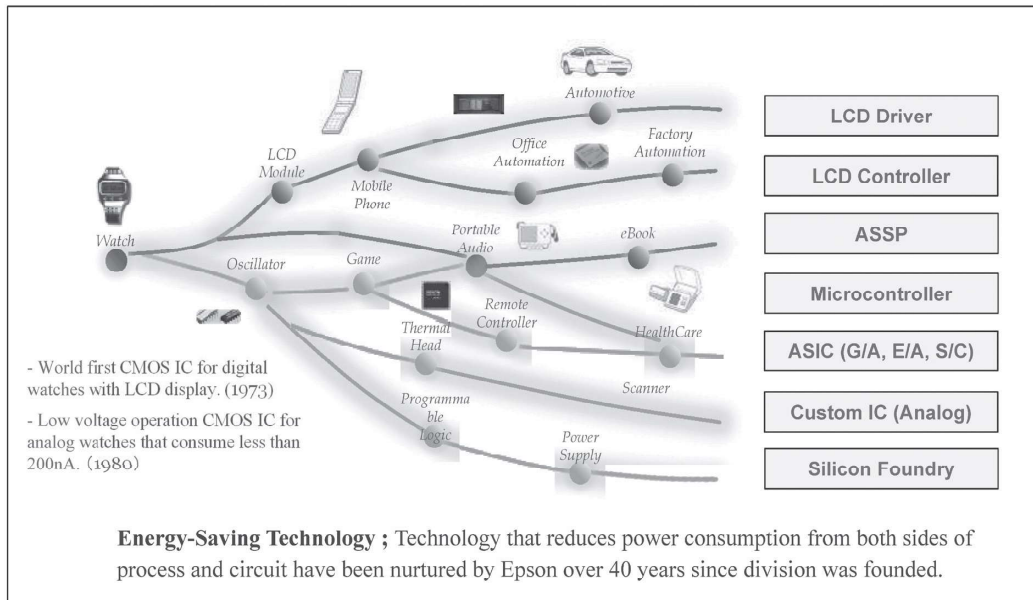 Automotive
LCD Driver
LCD
Module
Office
Automation
Factory
Automation
Mobile
Phone
LCD Controller
Watch
Oscillator
Game
Portable
Audio
eBook
ASSP
Microcontroller
Thermal
Head
Remote
Controller
HealthCare
ASIC (G/A, E/A, S/C)
Scanner
- World first CMOS IC for digital
watches with LCD display. (1973)
- Low voltage operation CMOS IC for
analog watches that consume less than
200nA. (1980)
Programma
ble
Logic
Power
Supply
Custom IC (Analog)
Silicon Foundry
Energy-Saving Technology ; Technology that reduces power consumption from both sides of
process and circuit have been nurtured by Epson over 40 years since division was founded.